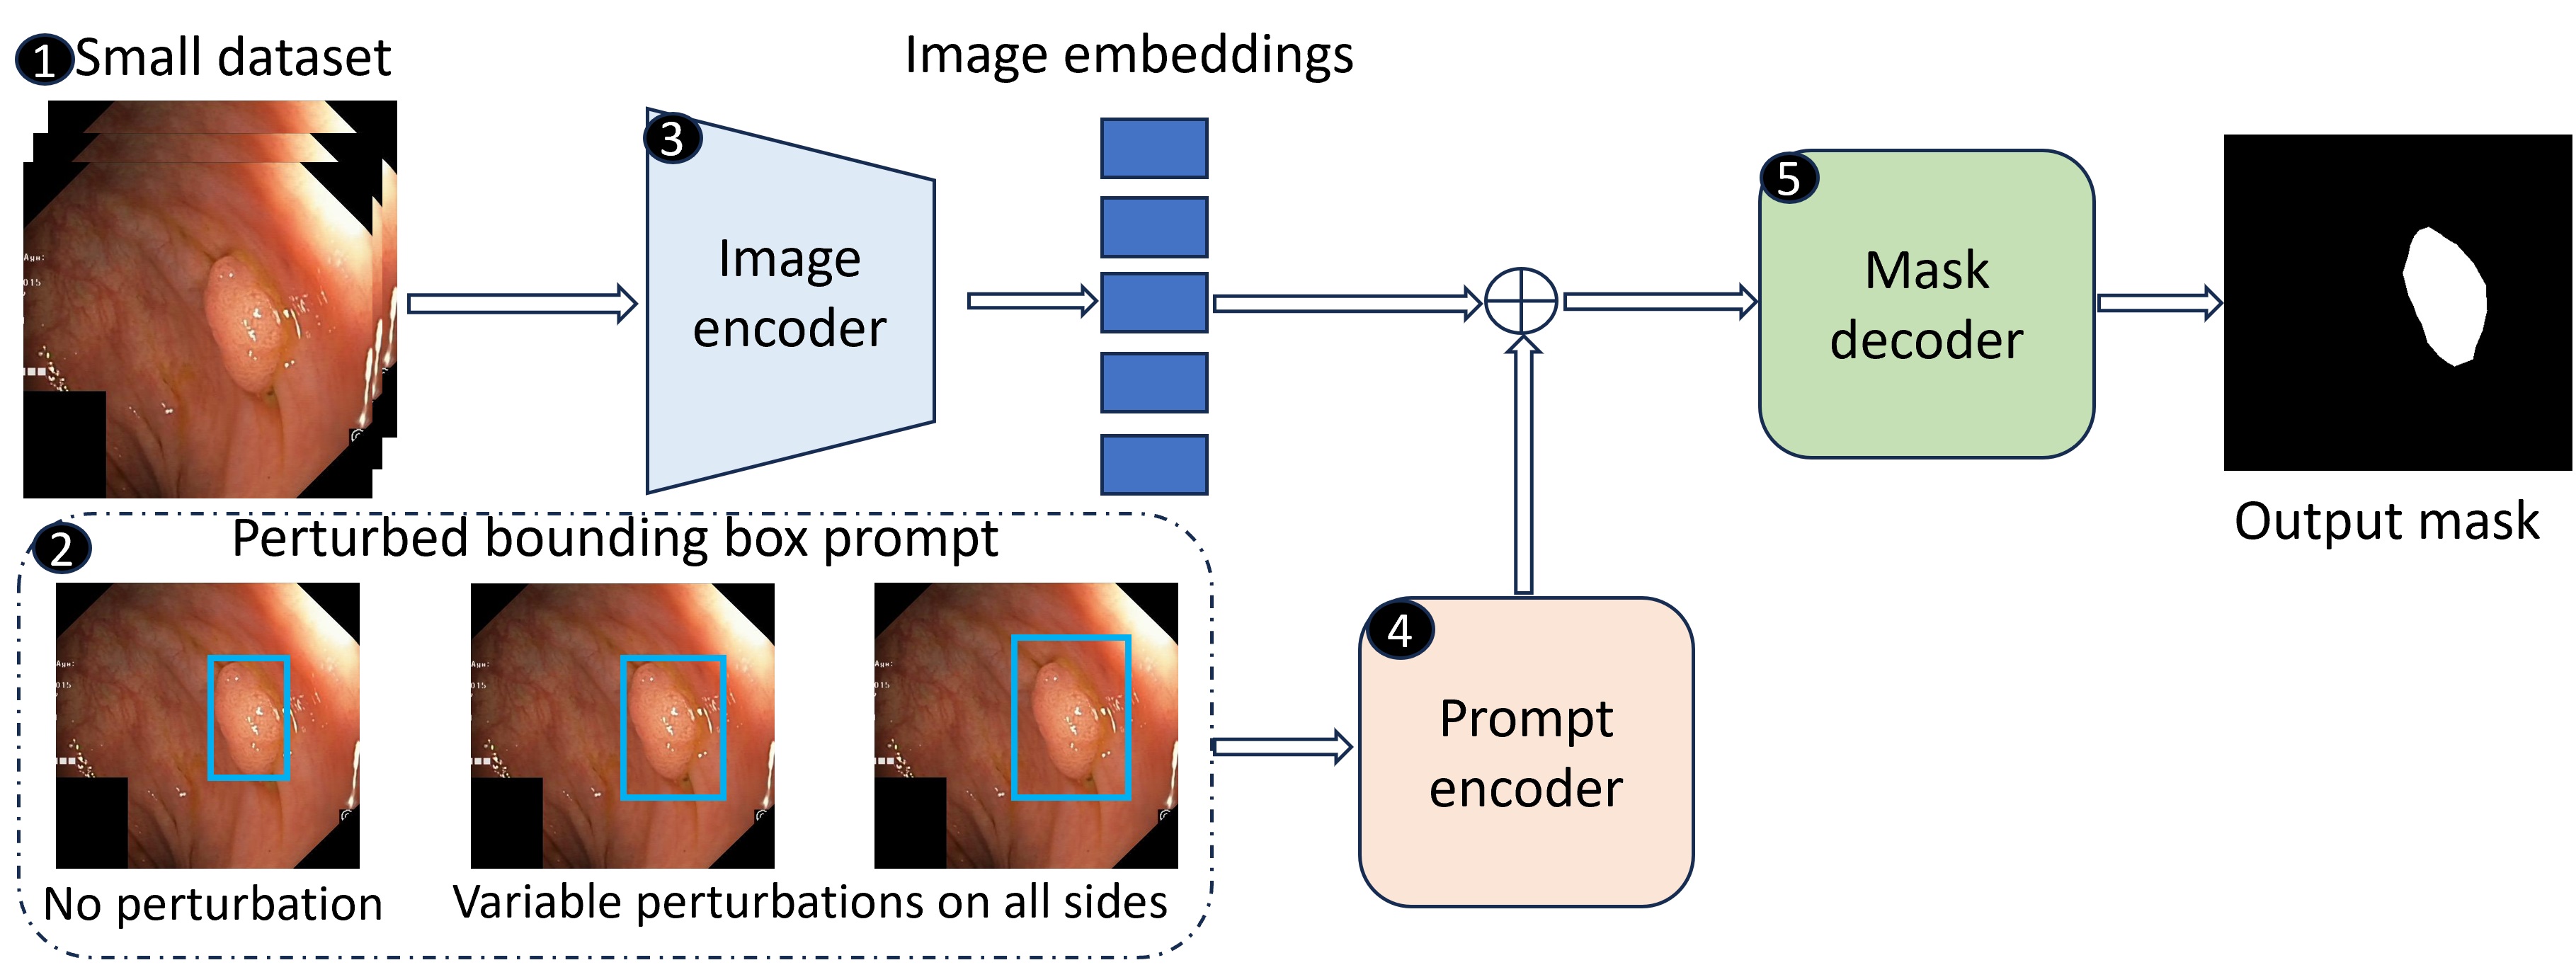 1 Small dataset
Image embeddings
3
Image
encoder
5
Mask
decoder
Output mask
2 Perturbed bounding box prompt
No perturbation
Variable perturbations on all sides
4
Prompt
encoder